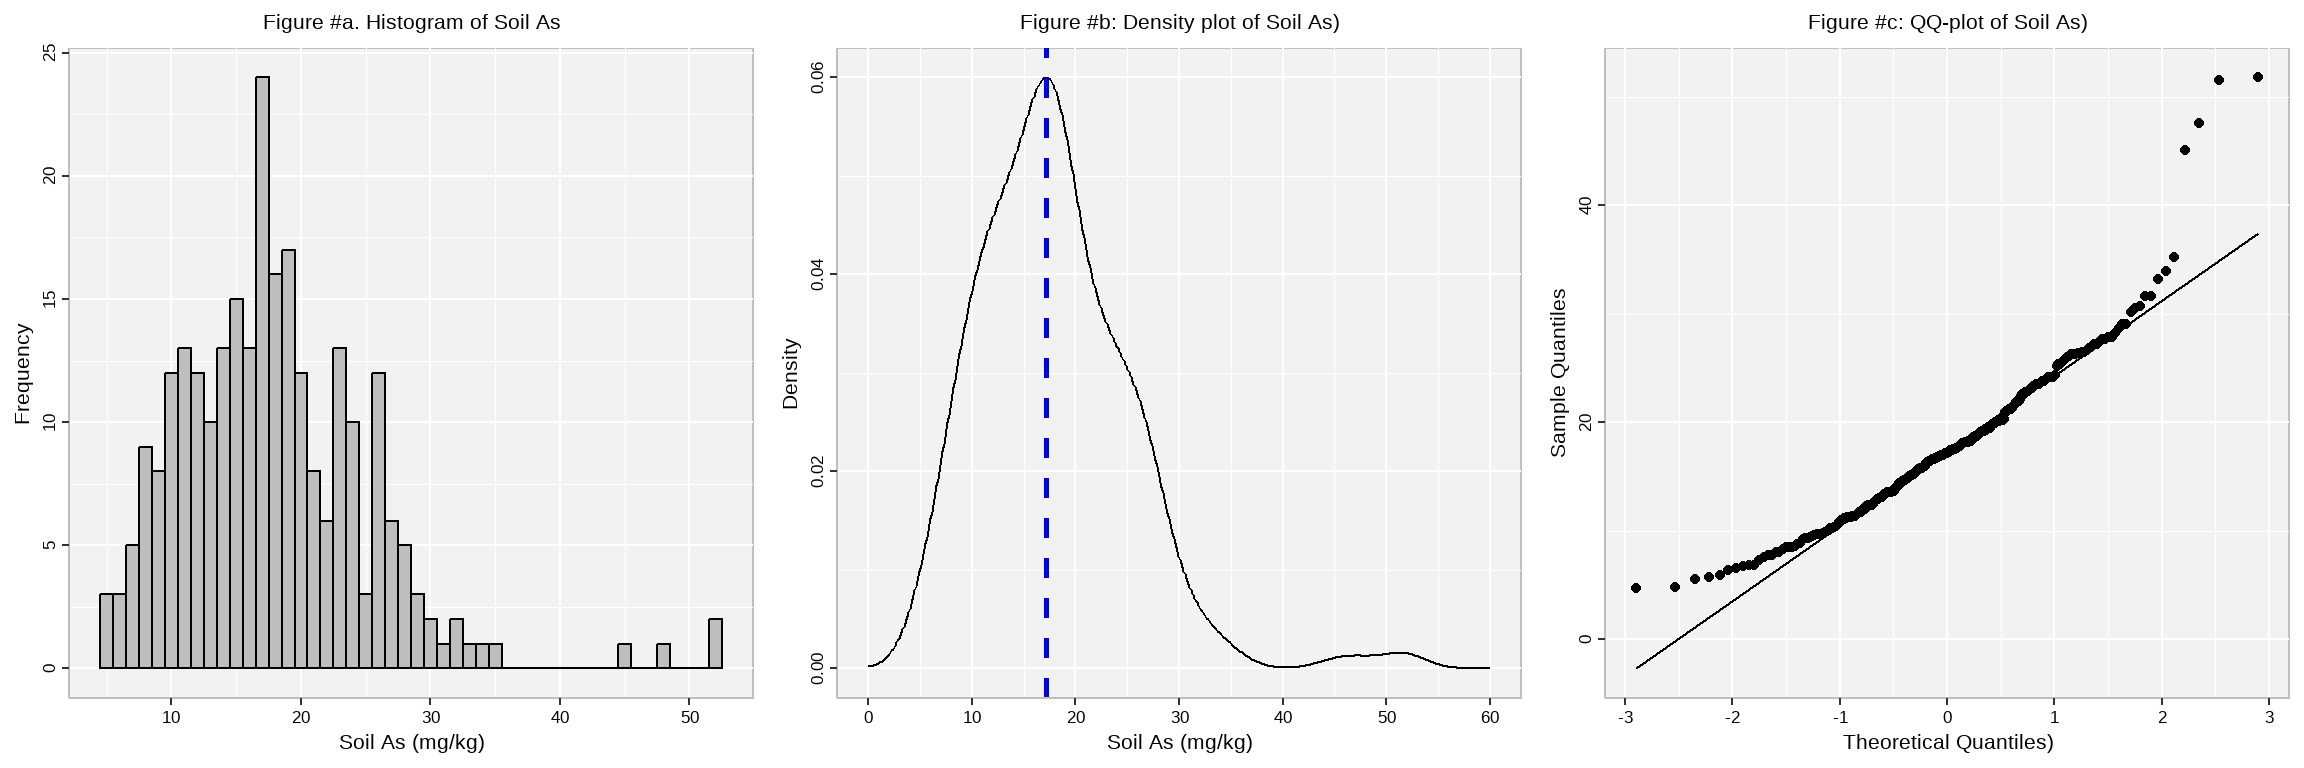 Figure #a. Histogram of Soil As
Frequency
25
20
15
10
5
0
10 20 30 40 50
Soil As (mg/kg)
Figure #b: Density plot of Soil As)
Density
0.06
0.04
0.02
0.00
0 10 20 30 40 50 60
Soil As (mg/kg)
Figure #c: QQ-plot of Soil As)
Sample Quantiles
40
20
0
-3 -2 -1 0 1 2 3
Theoretical Quantiles)